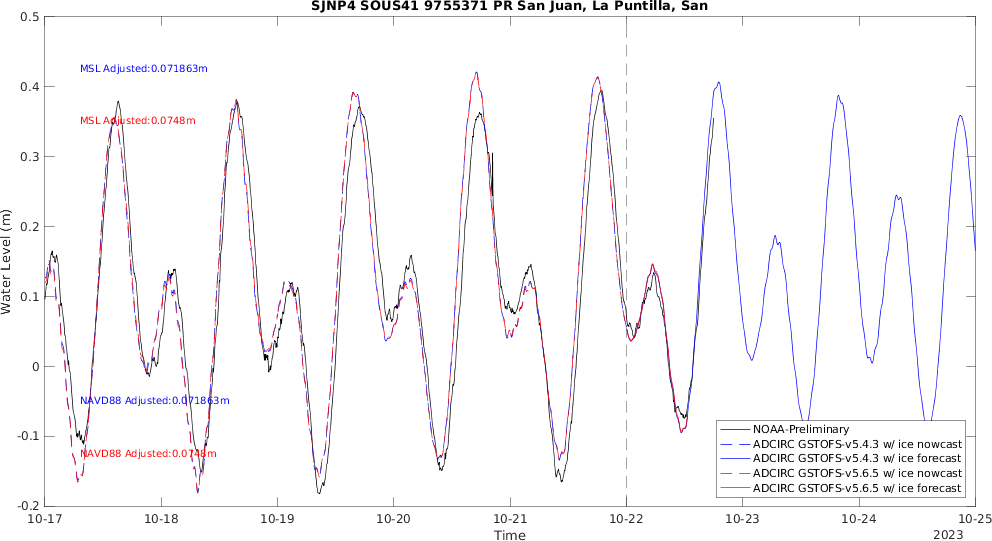 SJNP4 SOUS41 9755371 PR San Juan, La Puntilla, San
0.5
0.4
0.3
0.2
0.1
0
-0.1
-0.2
Water Level (m)
MSL Adjusted:0.071863m
MSL Adjusted:0.0748m
NAVD88 Adjusted:0.071863m
NAVD88 Adjusted:0.0748m
NOAA-Preliminary
ADCIRC GSTOFS-v5.4.3 w/ ice nowcast
ADCIRC GSTOFS-v5.4.3 w/ ice forecast
ADCIRC GSTOFS-v5.6.5 w/ ice nowcast
ADCIRC GSTOFS-v5.6.5 w/ ice forecast
10-17 10-18 10-19 10-20 10-21 10-22 10-23 10-24 10-25
Time
2023